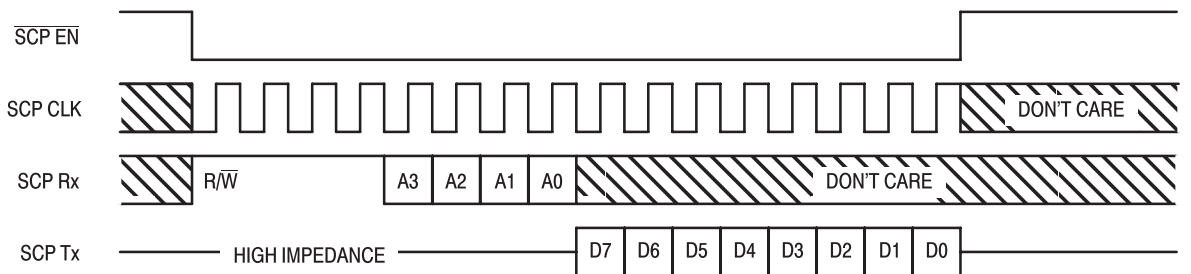 SCP EN
SCP CLK DON'T CARE
SCP Rx R/W A3 A2 A1 A0 DON'T CARE
SCP Tx HIGH IMPEDANCE D7 D6 D5 D4 D3 D2 D1 D0